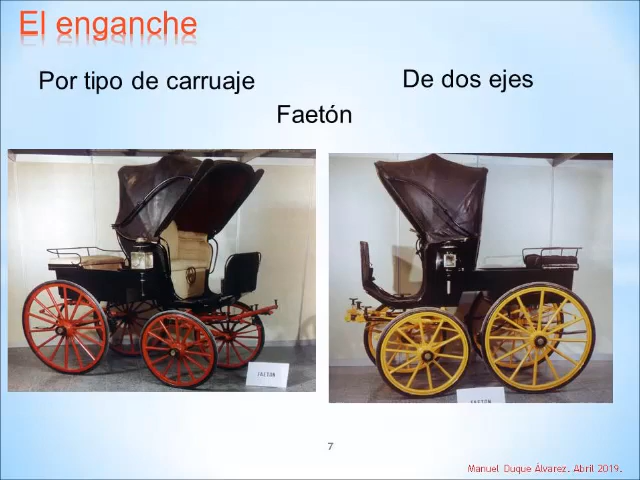 El enganche
Por tipo de carruaje
De dos ejes
Faetón
FAETON
FAETON
7
Manuel Duque Álvarez. Abril 2019.